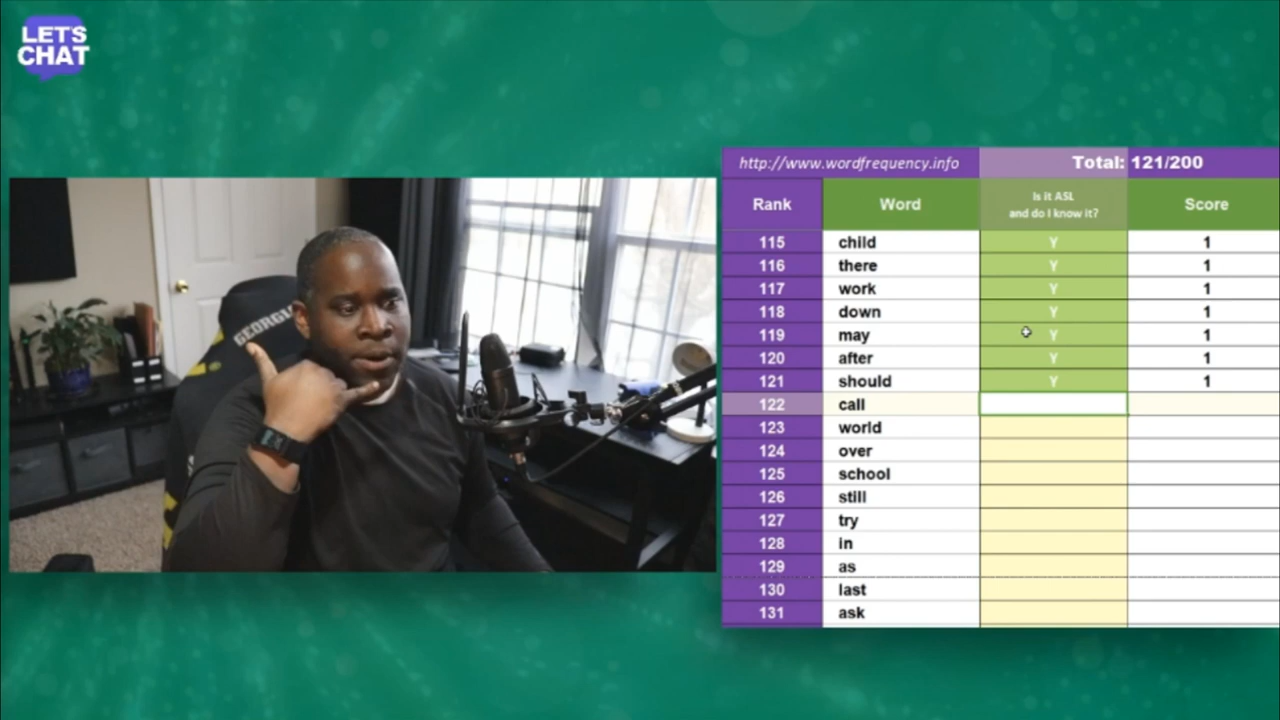 LET'S
CHAT
http://www.wordfrequency.info Total: 121/200
Rank Word Is it ASL and do I know it? Score
115 child Y 1
116 there Y 1
117 work Y 1
118 down Y 1
119 may Y 1
120 after Y 1
121 should Y 1
122 call
123 world
124 over
125 school
126 still
127 try
128 in
129 as
130 last
131 ask
GEORGIA